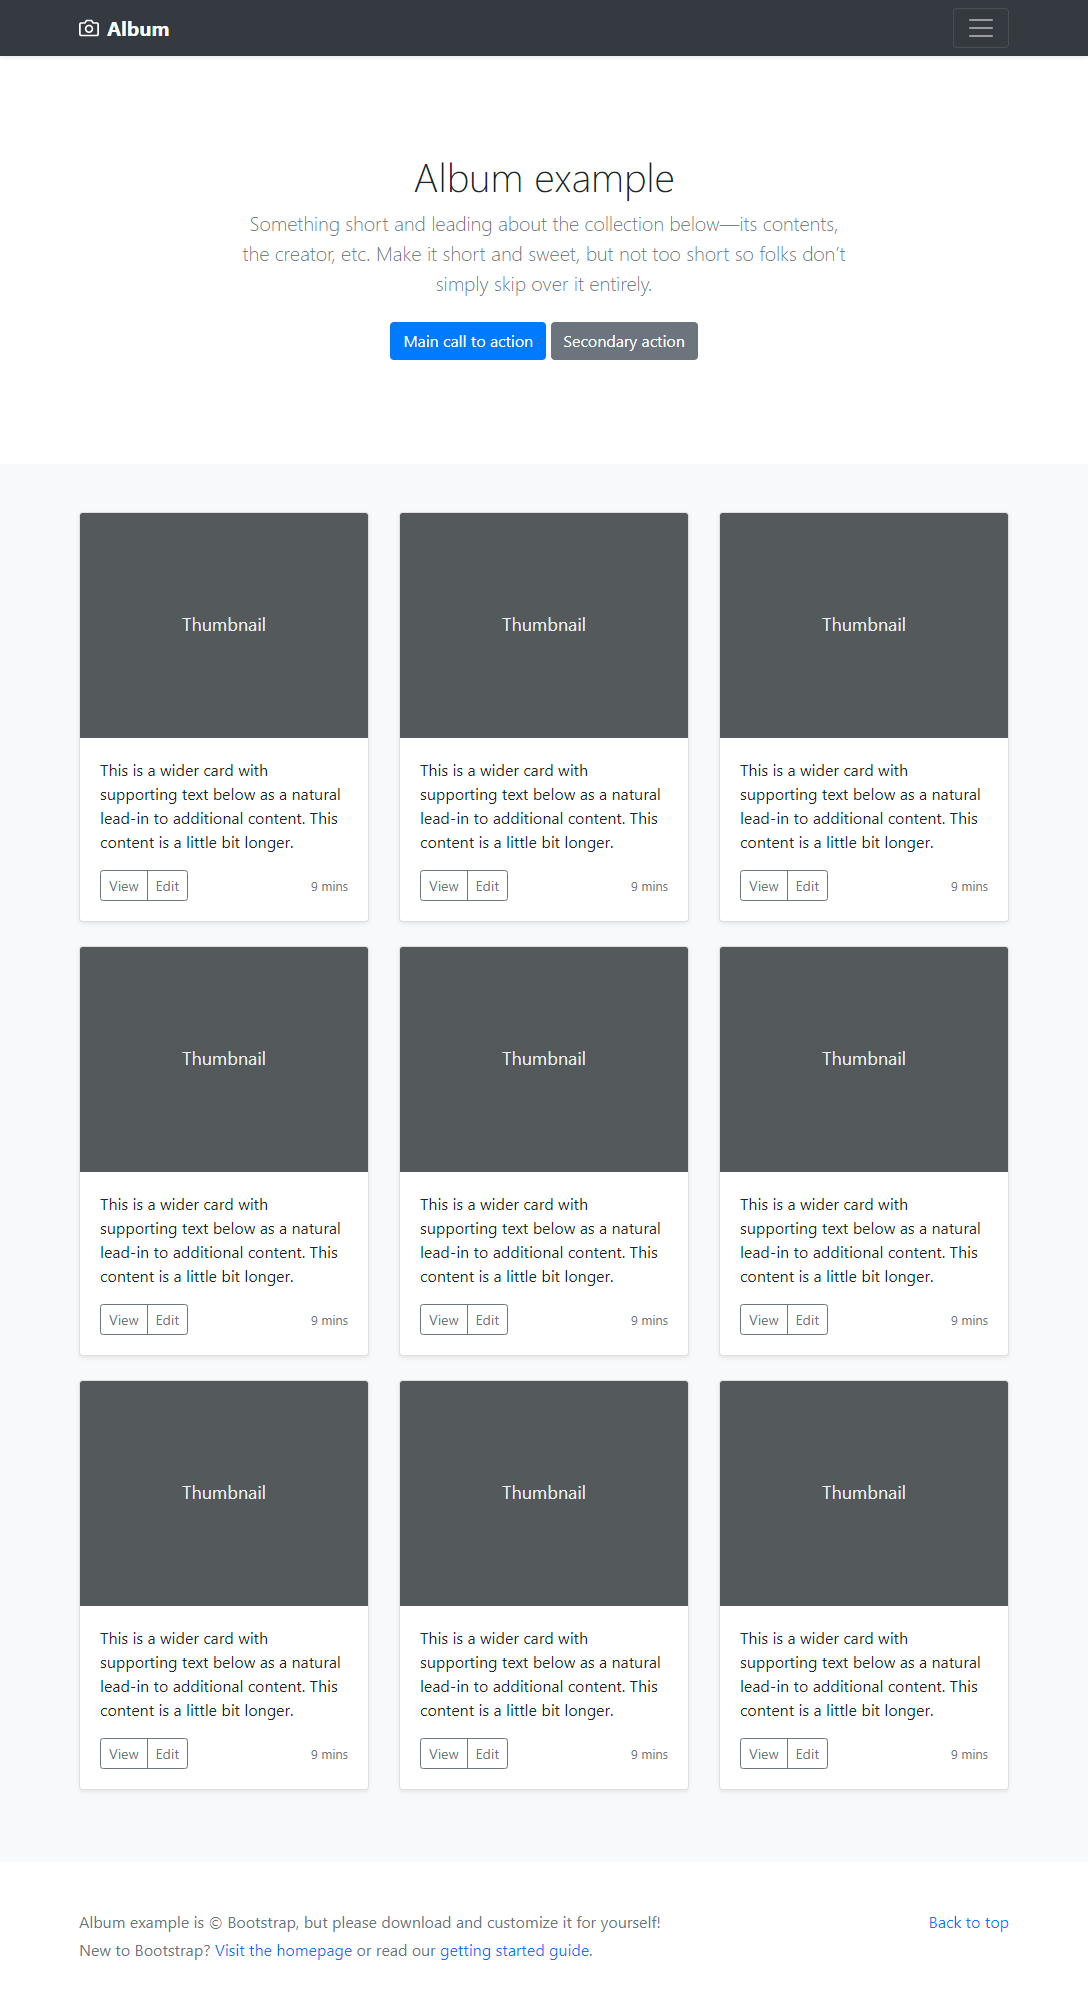 Album
Album example
Something short and leading about the collection below—its contents,
the creator, etc. Make it short and sweet, but not too short so folks don’t
simply skip over it entirely.
Main call to action Secondary action
Thumbnail
This is a wider card with
supporting text below as a natural
lead-in to additional content. This
content is a little bit longer.
View Edit 9 mins
Thumbnail
This is a wider card with
supporting text below as a natural
lead-in to additional content. This
content is a little bit longer.
View Edit 9 mins
Thumbnail
This is a wider card with
supporting text below as a natural
lead-in to additional content. This
content is a little bit longer.
View Edit 9 mins
Thumbnail
This is a wider card with
supporting text below as a natural
lead-in to additional content. This
content is a little bit longer.
View Edit 9 mins
Thumbnail
This is a wider card with
supporting text below as a natural
lead-in to additional content. This
content is a little bit longer.
View Edit 9 mins
Thumbnail
This is a wider card with
supporting text below as a natural
lead-in to additional content. This
content is a little bit longer.
View Edit 9 mins
Thumbnail
This is a wider card with
supporting text below as a natural
lead-in to additional content. This
content is a little bit longer.
View Edit 9 mins
Thumbnail
This is a wider card with
supporting text below as a natural
lead-in to additional content. This
content is a little bit longer.
View Edit 9 mins
Thumbnail
This is a wider card with
supporting text below as a natural
lead-in to additional content. This
content is a little bit longer.
View Edit 9 mins
Album example is © Bootstrap, but please download and customize it for yourself!
New to Bootstrap? Visit the homepage or read our getting started guide.
Back to top